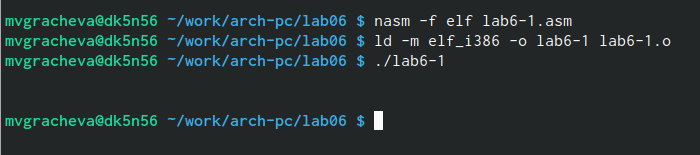 mvgracheva@dk5n56 ~/work/arch-pc/lab06 $ nasm -f elf lab6-1.asm
mvgracheva@dk5n56 ~/work/arch-pc/lab06 $ ld -m elf_i386 -o lab6-1 lab6-1.o
mvgracheva@dk5n56 ~/work/arch-pc/lab06 $ ./lab6-1
mvgracheva@dk5n56 ~/work/arch-pc/lab06 $